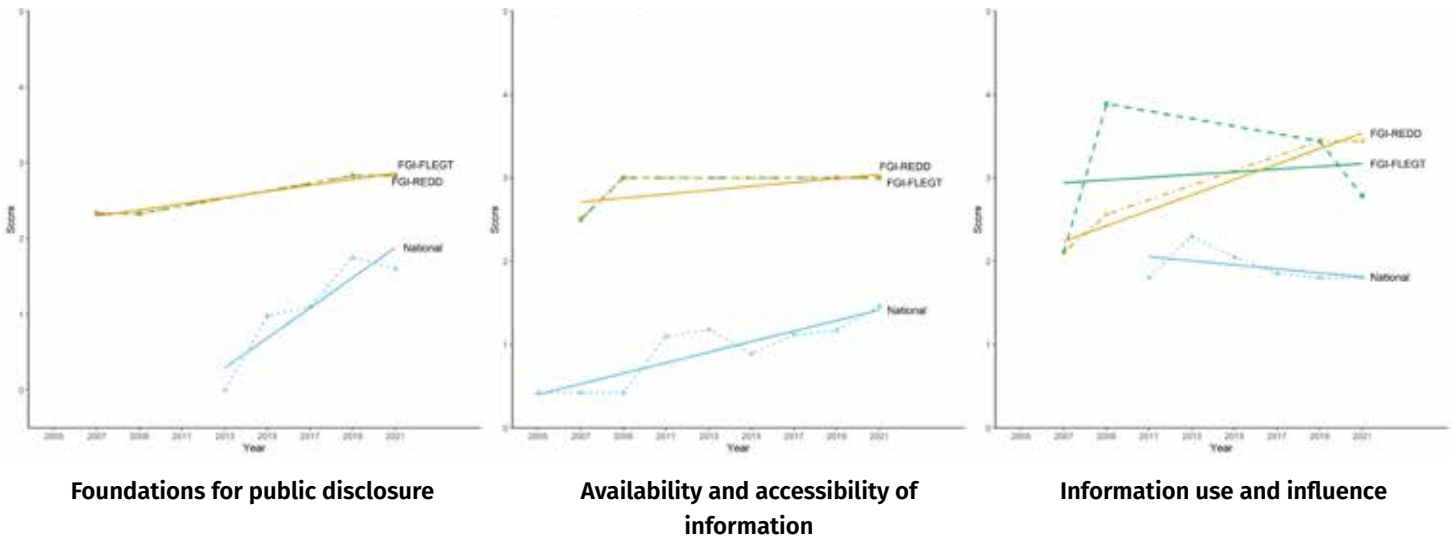 5
4
3
2
1
0
Score
FGI-FLEGT
FGI-REDD
National
2005 2007 2009 2011 2013 2015 2017 2019 2021
Year
Foundations for public disclosure
4
3
2
1
0
Score
FGI-REDD
FGI-FLEGT
National
2005 2007 2009 2011 2013 2015 2017 2019 2021
Year
Availability and accessibility of
information
4
3
2
1
0
Score
FGI-REDD
FGI-FLEGT
National
2005 2007 2009 2011 2013 2015 2017 2019 2021
Year
Information use and influence